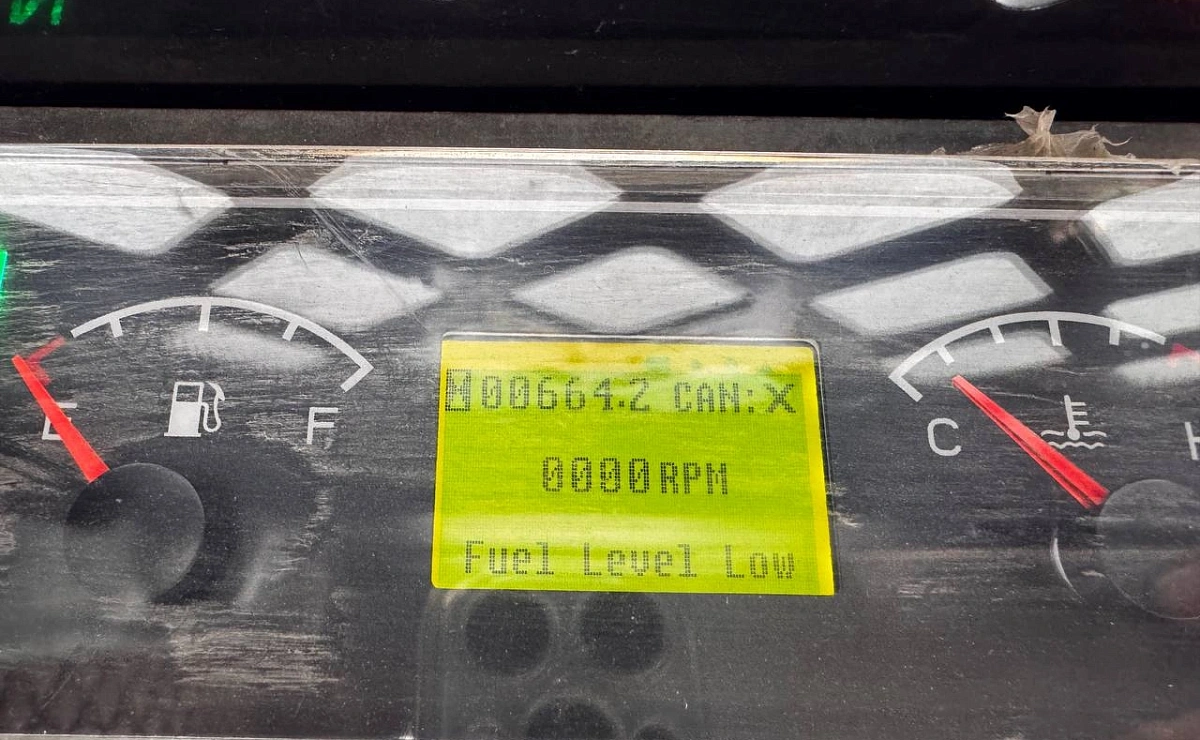 00664.2 CAN:X
0000RPM
E
F
Fuel Level Low
C
H